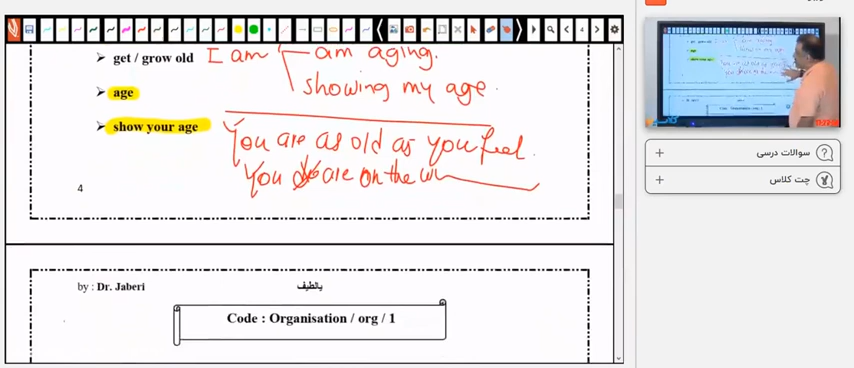 get / grow old I am am aging.
showing my age.
age
show your age
You are as old as you feel.
You are on the
4
by : Dr. Jaberi یالطیف
Code : Organisation / org / 1
سوالات درسی
چت کلاس